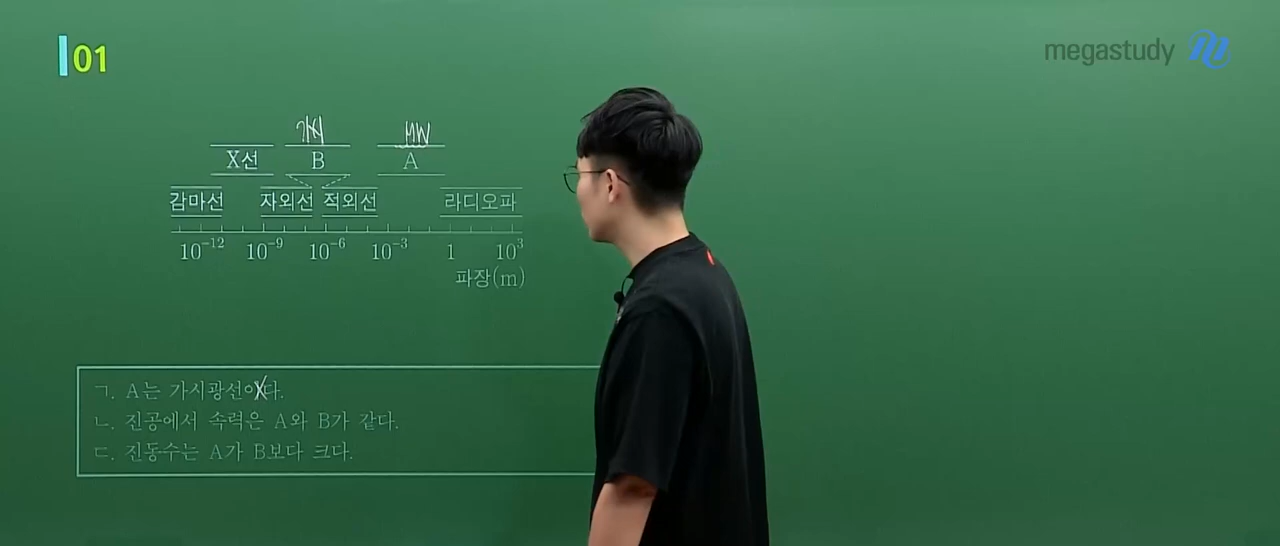 01
megastudy
가시 MW
X선 B A
감마선 자외선 적외선 라디오파
10⁻¹² 10⁻⁹ 10⁻⁶ 10⁻³ 1 10³
파장(m)
ㄱ. A는 가시광선이다.
ㄴ. 진공에서 속력은 A와 B가 같다.
ㄷ. 진동수는 A가 B보다 크다.